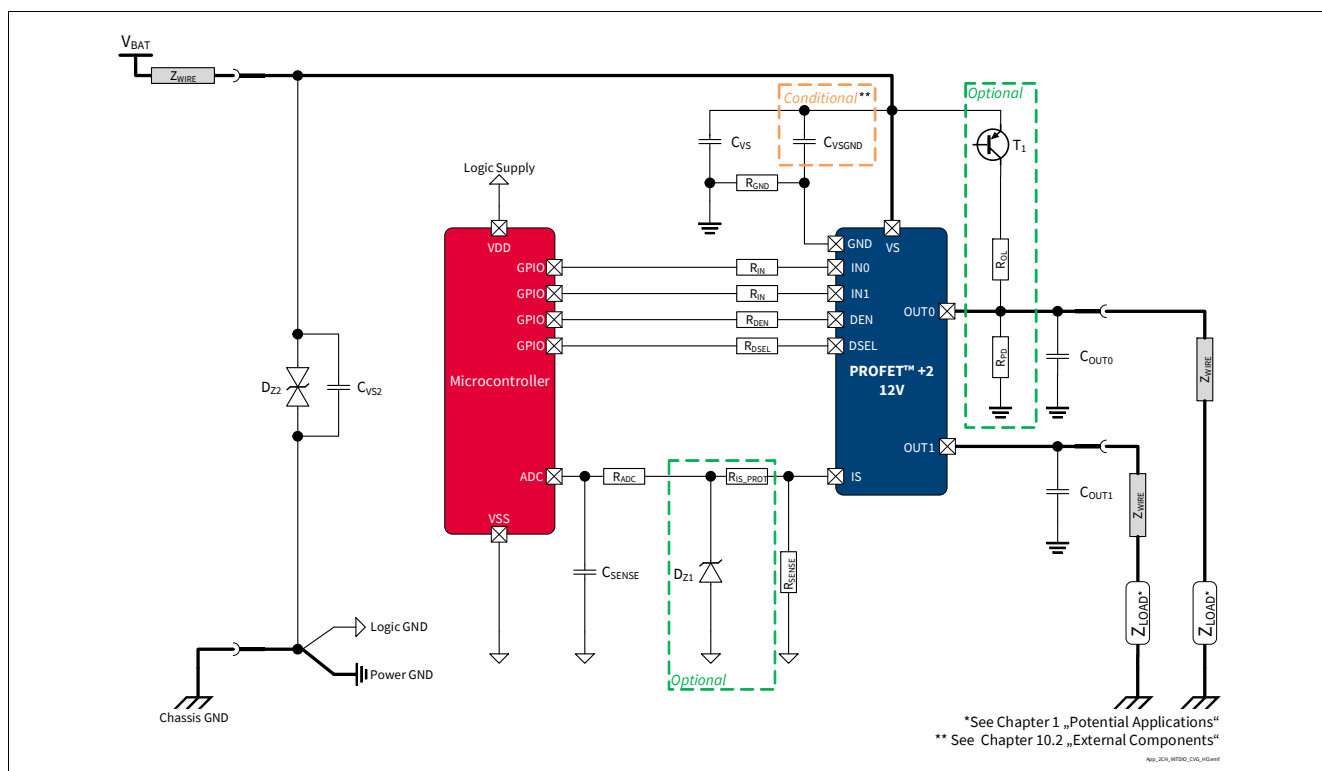 VBAT
ZWIRE
Conditional**
Optional
CVS
CVSGND
T1
Logic Supply
RGND
VDD
GND
VS
GPIO
RIN
IN0
ROL
GPIO
RIN
IN1
GPIO
RDEN
DEN
OUT0
GPIO
RDSEL
DSEL
RPD
COUT0
ZWIRE
PROFET™ +2
12V
Microcontroller
DZ2
CVS2
OUT1
ADC
RADC
RIS_PROT
IS
COUT1
ZWIRE
VSS
CSENSE
DZ1
RSENSE
ZLOAD*
ZLOAD*
Logic GND
Power GND
Optional
Chassis GND
*See Chapter 1 „Potential Applications“
** See Chapter 10.2 „External Components“
App_2CH_INTDIO_CVG_HO.emf